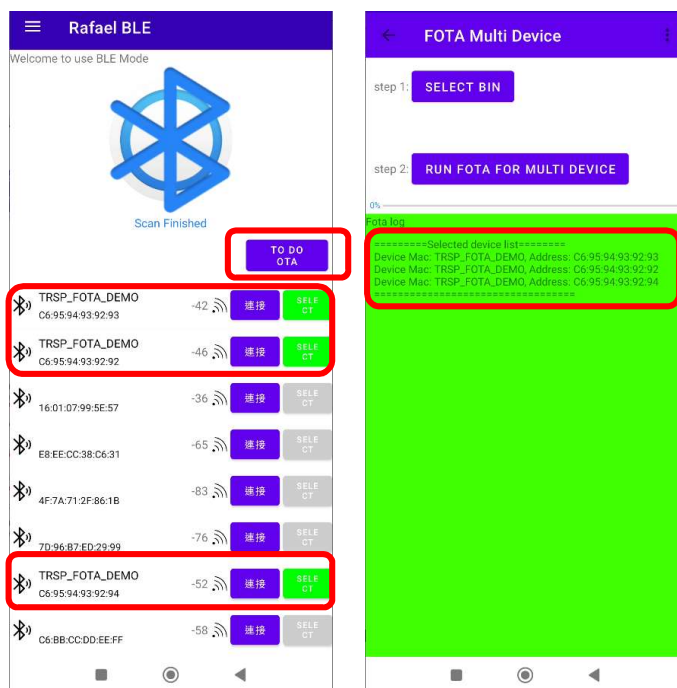 Rafael BLE
Welcome to use BLE Mode
Scan Finished
TO DO
OTA
TRSP_FOTA_DEMO
C6:95:94:93:92:93
-42
連接
SELE
CT
TRSP_FOTA_DEMO
C6:95:94:93:92:92
-46
連接
SELE
CT
16:01:07:99:5E:57
-36
連接
SELE
CT
E8:EE:CC:38:C6:31
-65
連接
SELE
CT
4F:7A:71:2F:86:1B
-83
連接
SELE
CT
7D:96:B7:ED:29:99
-76
連接
SELE
CT
TRSP_FOTA_DEMO
C6:95:94:93:92:94
-52
連接
SELE
CT
C6:BB:CC:DD:EE:FF
-58
連接
SELE
CT
FOTA Multi Device
step 1: SELECT BIN
step 2: RUN FOTA FOR MULTI DEVICE
0%
Fota log
=========Selected device list========
Device Mac: TRSP_FOTA_DEMO, Address: C6:95:94:93:92:93
Device Mac: TRSP_FOTA_DEMO, Address: C6:95:94:93:92:92
Device Mac: TRSP_FOTA_DEMO, Address: C6:95:94:93:92:94
==================================